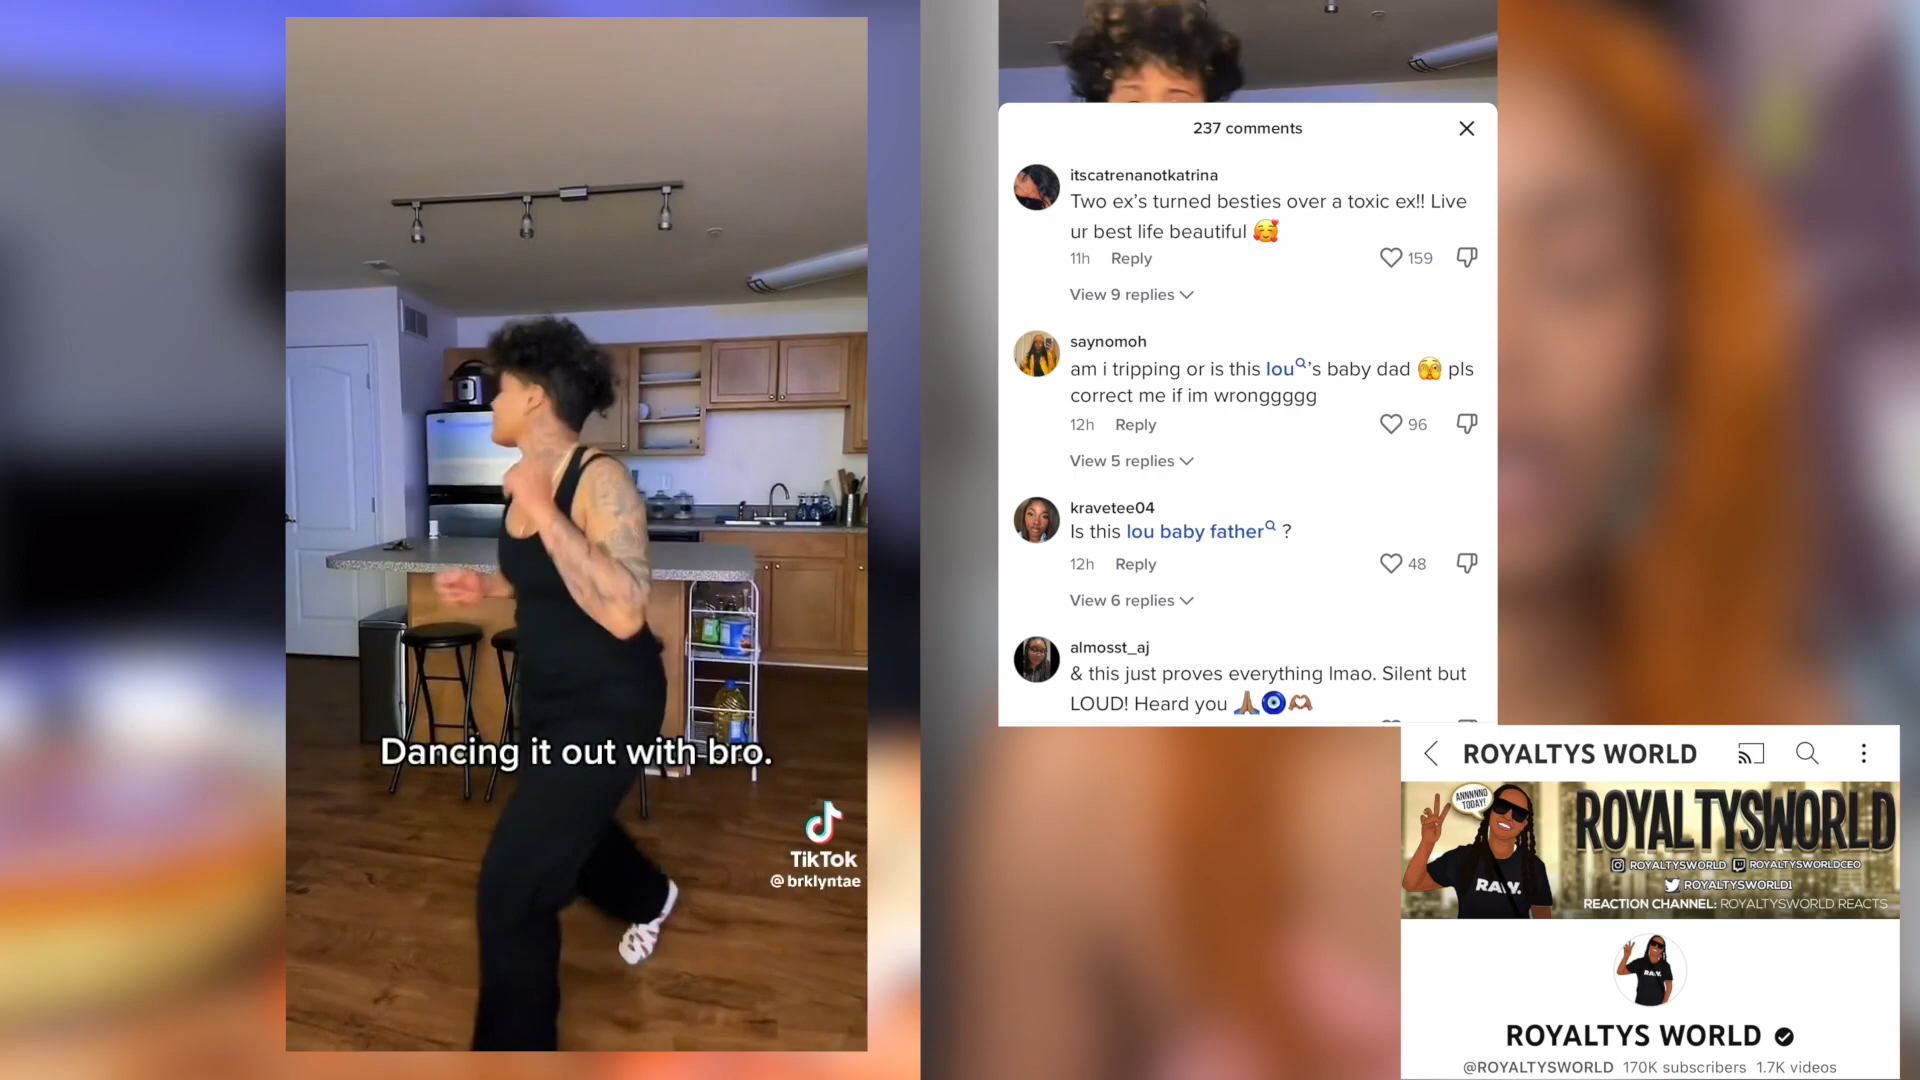 Dancing it out with bro.
TikTok
@brklyntae
237 comments
itscatrenanotkatrina
Two ex’s turned besties over a toxic ex!! Live
ur best life beautiful 🥰
11h Reply 159
View 9 replies
saynomoh
am i tripping or is this lou’s baby dad 🫣 pls
correct me if im wronggggg
12h Reply 96
View 5 replies
kravetee04
Is this lou baby father ?
12h Reply 48
View 6 replies
almosst_aj
& this just proves everything lmao. Silent but
LOUD! Heard you 🙏🏽🧿🫶🏽
ROYALTYS WORLD
ANNNNNO
TODAY!
RAW.
ROYALTYSWORLD
ROYALTYSWORLD ROYALTYSWORLDCEO
ROYALTYSWORLD1
REACTION CHANNEL: ROYALTYSWORLD REACTS
ROYALTYS WORLD
@ROYALTYSWORLD 170K subscribers 1.7K videos